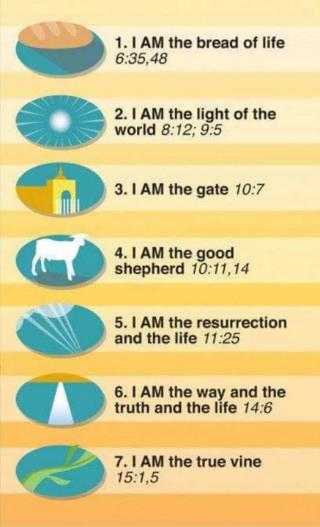 1. I AM the bread of life
6:35,48
2. I AM the light of the
world 8:12; 9:5
3. I AM the gate 10:7
4. I AM the good
shepherd 10:11,14
5. I AM the resurrection
and the life 11:25
6. I AM the way and the
truth and the life 14:6
7. I AM the true vine
15:1,5